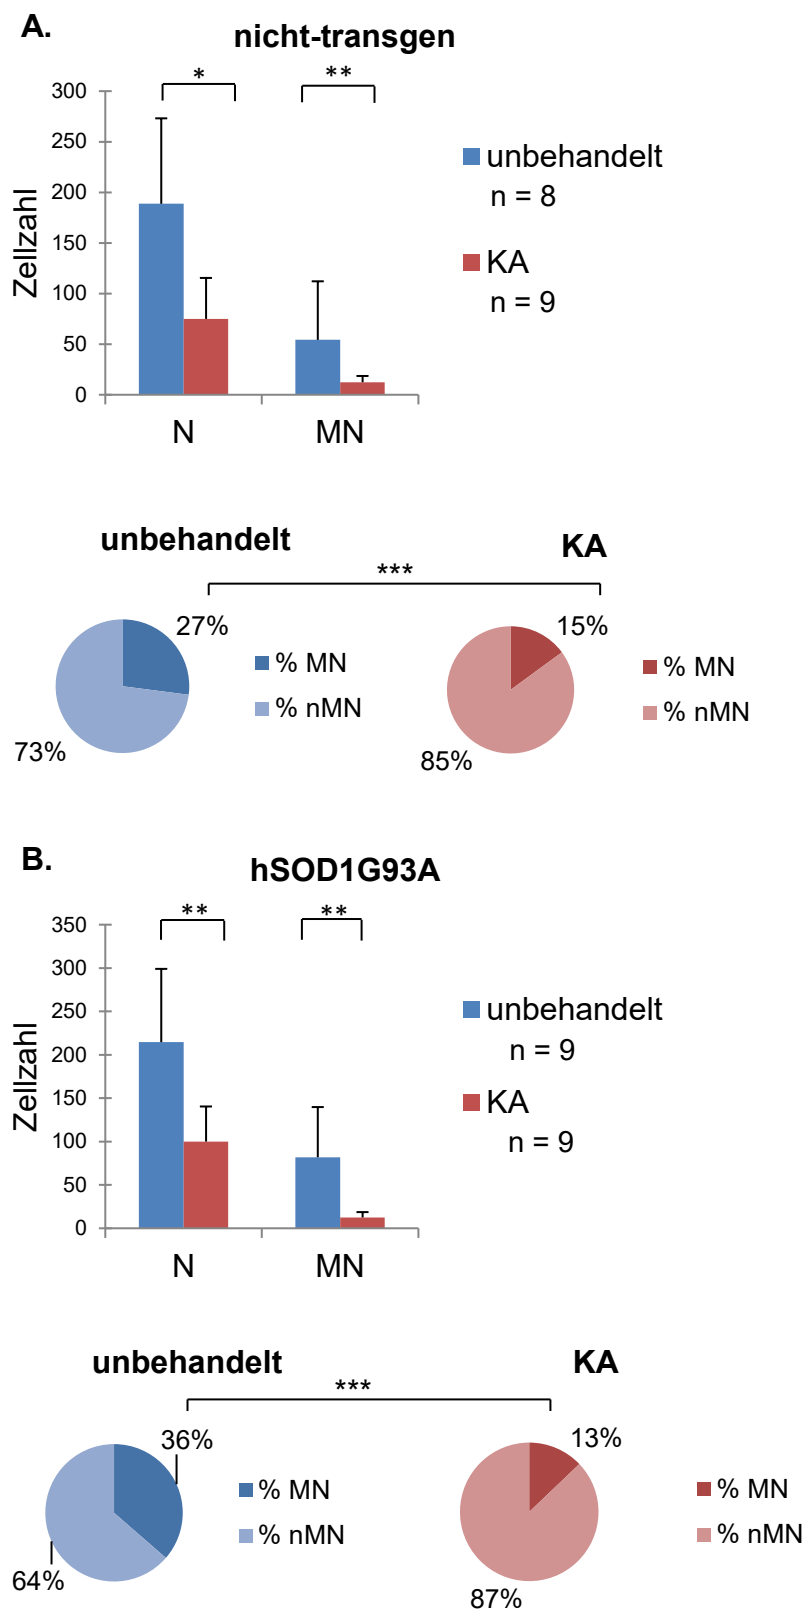 A.
nicht-transgen
* **
300
250
200
150
100
50
0
Zellzahl
N MN
unbehandelt
n = 8
KA
n = 9
unbehandelt KA
***
27%
73%
% MN
% nMN
15%
85%
% MN
% nMN
B.
hSOD1G93A
** **
350
300
250
200
150
100
50
0
Zellzahl
N MN
unbehandelt
n = 9
KA
n = 9
unbehandelt KA
***
36%
64%
% MN
% nMN
13%
87%
% MN
% nMN